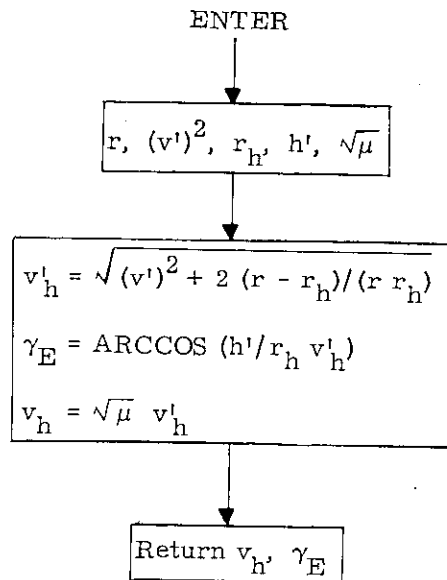 ENTER
r, (v')², r_h, h', √μ
v'_h = √((v')² + 2 (r - r_h)/(r r_h))
γ_E = ARCCOS (h'/r_h v'_h)
v_h = √μ v'_h
Return v_h, γ_E